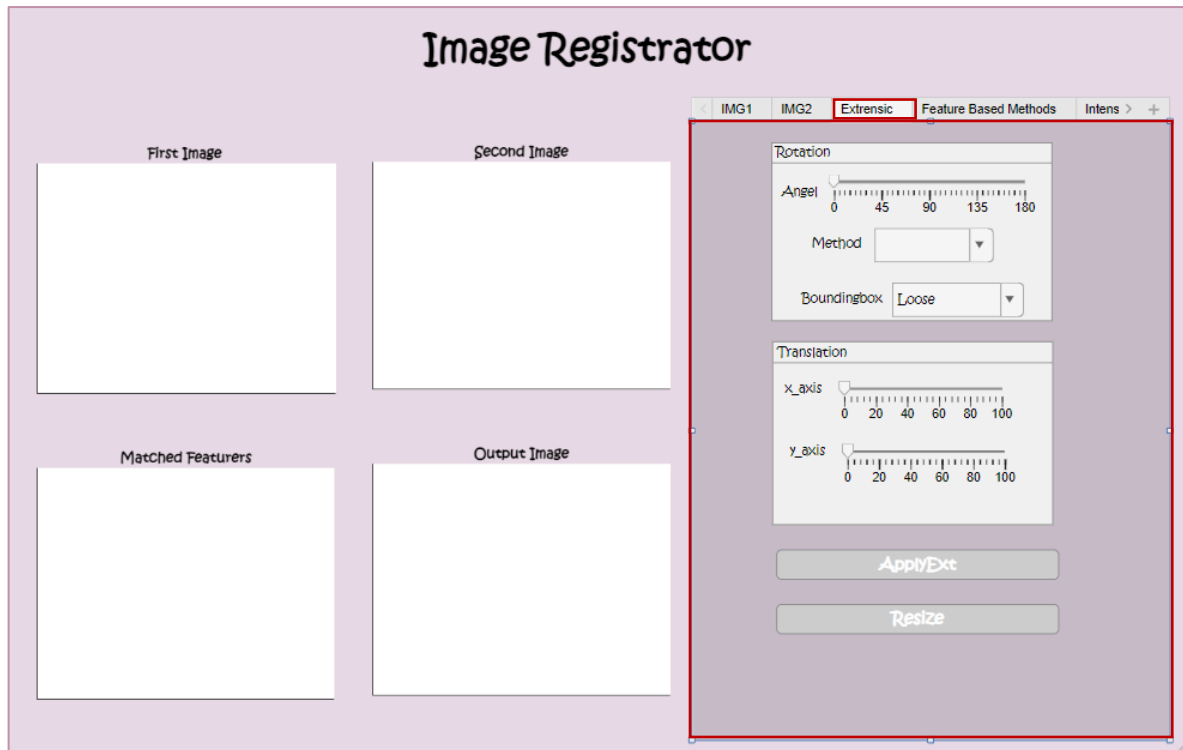 Image Registrator
IMG1 IMG2 Extrensic Feature Based Methods Intens
First Image
Second Image
Matched Featurers
Output Image
Rotation
Angel
0 45 90 135 180
Method
Boundingbox Loose
Translation
x_axis
0 20 40 60 80 100
y_axis
0 20 40 60 80 100
ApplyExt
Resize